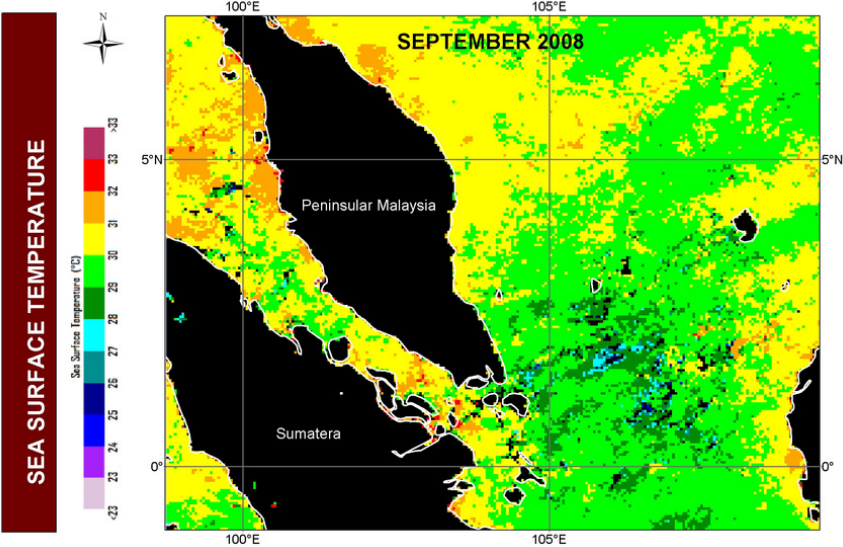 100°E
105°E
N
SEPTEMBER 2008
SEA SURFACE TEMPERATURE
Sea Surface Temperature (°C)
>33
33
32
31
30
29
28
27
26
25
24
23
<23
5°N
5°N
Peninsular Malaysia
Sumatera
0°
0°
100°E
105°E